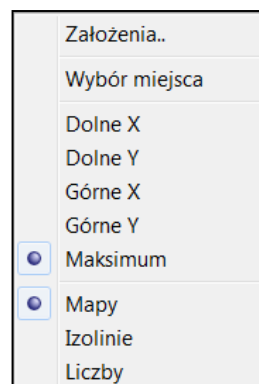 Założenia..
Wybór miejsca
Dolne X
Dolne Y
Górne X
Górne Y
Maksimum
Mapy
Izolinie
Liczby